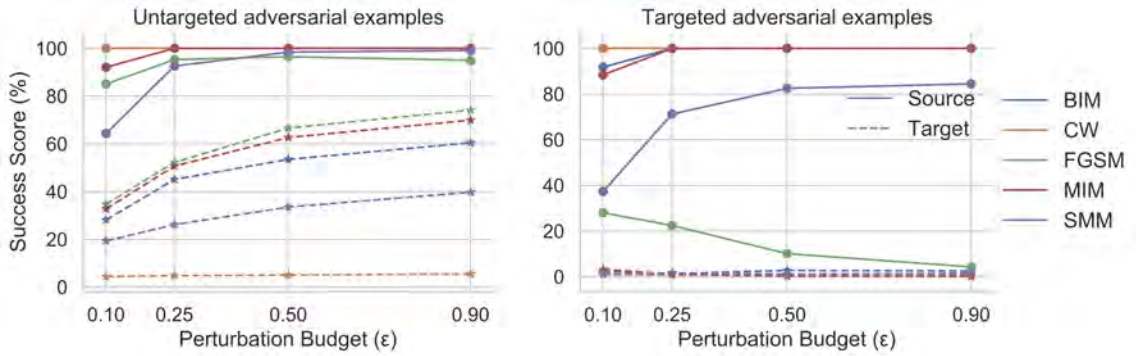 Untargeted adversarial examples
Success Score (%)
100
80
60
40
20
0
0.10 0.25 0.50 0.90
Perturbation Budget (ε)
Targeted adversarial examples
100
80
60
40
20
0
0.10 0.25 0.50 0.90
Perturbation Budget (ε)
Source
Target
BIM
CW
FGSM
MIM
SMM